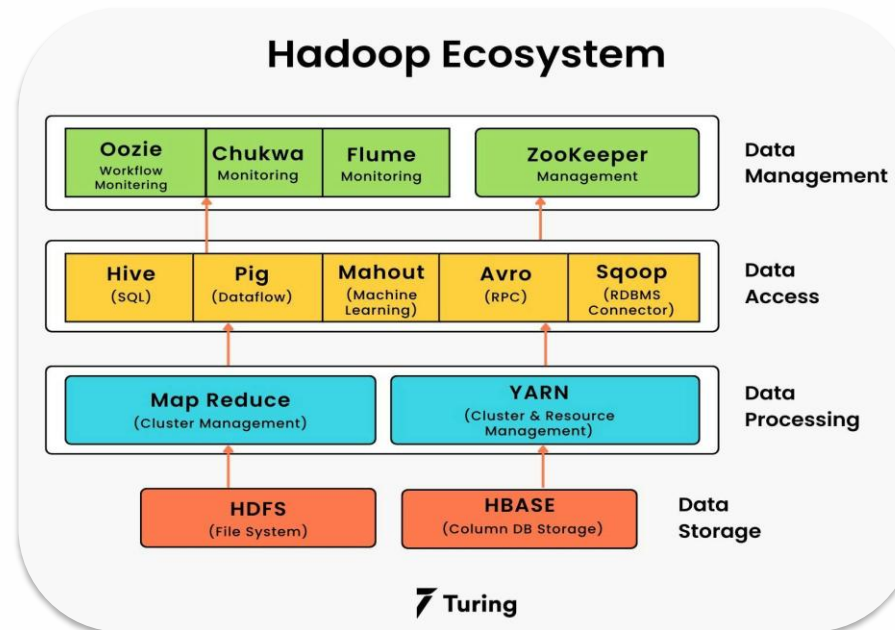 Hadoop Ecosystem
Oozie
Workflow
Monitering
Chukwa
Monitoring
Flume
Monitoring
ZooKeeper
Management
Data
Management
Hive
(SQL)
Pig
(Dataflow)
Mahout
(Machine
Learning)
Avro
(RPC)
Sqoop
(RDBMS
Connector)
Data
Access
Map Reduce
(Cluster Management)
YARN
(Cluster & Resource
Management)
Data
Processing
HDFS
(File System)
HBASE
(Column DB Storage)
Data
Storage
Turing